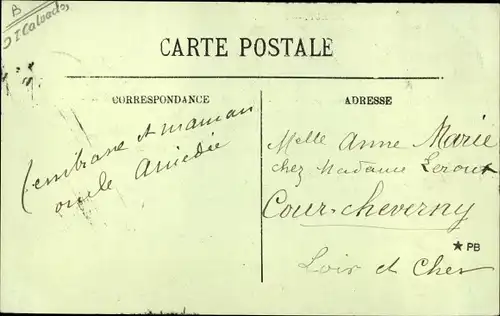 B
CARTE POSTALE
CORRESPONDANCE
ADRESSE
t'embrasse et maman
oncle Amédée
Melle Anne Marie
chez Madame Leroux
Cour-cheverny
★ PB
Loir et Cher